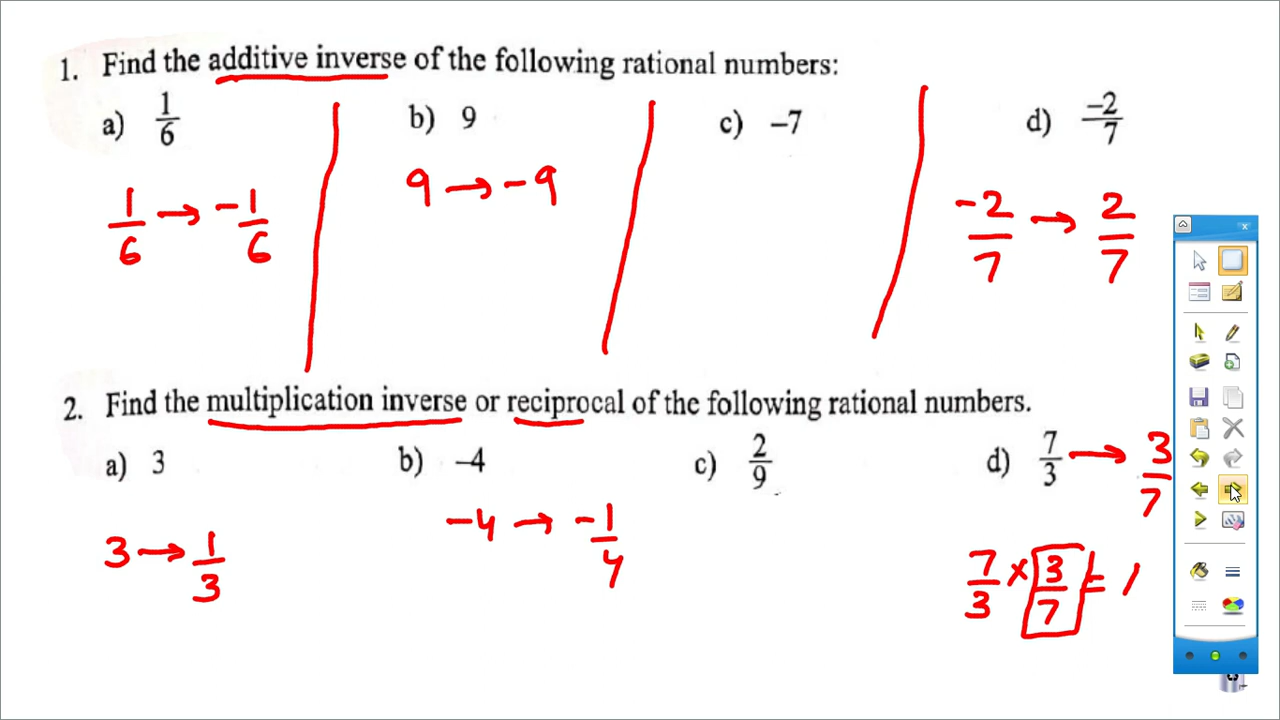 1. Find the additive inverse of the following rational numbers:
a) 1/6 b) 9 c) –7 d) –2/7
1/6 → -1/6 9 → -9 -2/7 → 2/7
2. Find the multiplication inverse or reciprocal of the following rational numbers.
a) 3 b) –4 c) 2/9 d) 7/3 → 3/7
3 → 1/3 -4 → -1/4 7/3 × 3/7 = 1